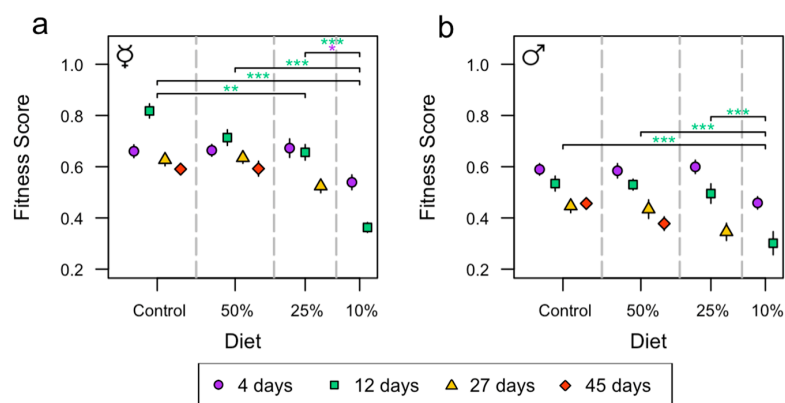 a
⚥
***
*
***
***
**
Fitness Score
1.0
0.8
0.6
0.4
0.2
Control 50% 25% 10%
Diet
b
♂
***
***
***
Fitness Score
1.0
0.8
0.6
0.4
0.2
Control 50% 25% 10%
Diet
4 days 12 days 27 days 45 days